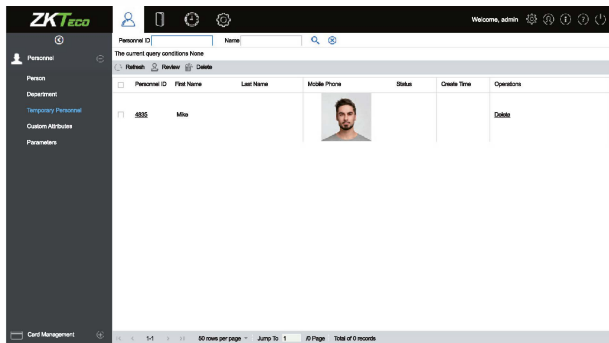 ZKTeco
Welcome, admin
Personnel ID
Name
The current query conditions None
Refresh Review Delete
Personnel
Person
Department
Temporary Personnel
Custom Attributes
Parameters
Personnel ID First Name Last Name Mobile Phone Status Create Time Operations
4835 Mika Delete
Card Management
1-1 50 rows per page Jump To 1 /0 Page Total of 0 records